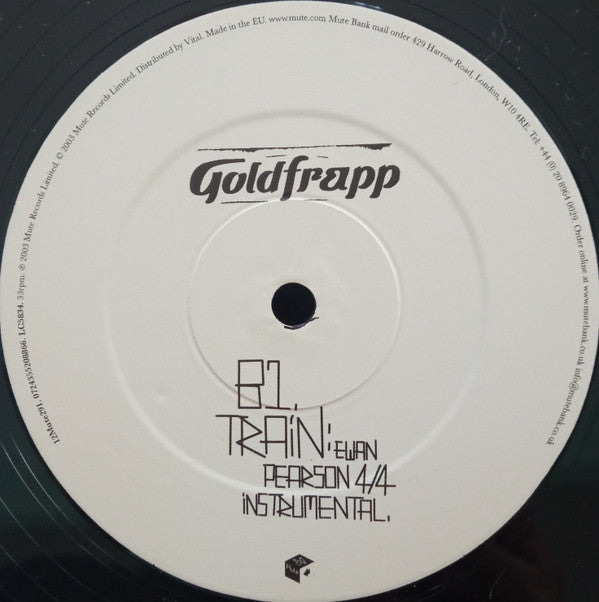 12Mute291. 0724355208866. LC5834. 33rpm. ℗ 2003 Mute Records Limited. © 2003 Mute Records Limited. Distributed by Vital. Made in the EU. www.mute.com Mute Bank mail order 429 Harrow Road, London, W10 4RE. Tel: +44 (0) 20 8964 0029. Order online at www.mutebank.co.uk info@mutebank.co.uk
Goldfrapp
B1.
TRAiN: EWAN
PEARSON 4/4
iNSTRUMENTAL.